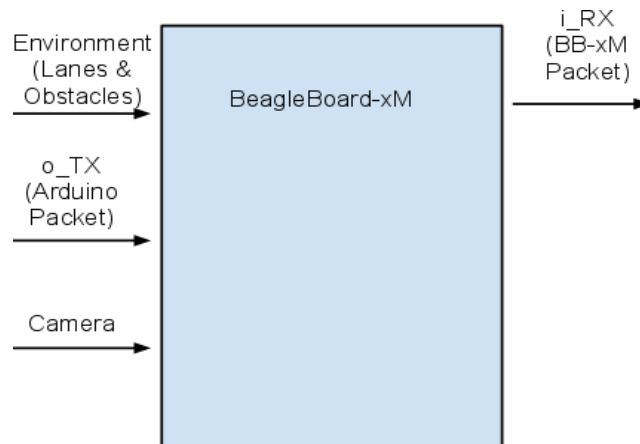 Environment
(Lanes &
Obstacles)
o_TX
(Arduino
Packet)
Camera
BeagleBoard-xM
i_RX
(BB-xM
Packet)